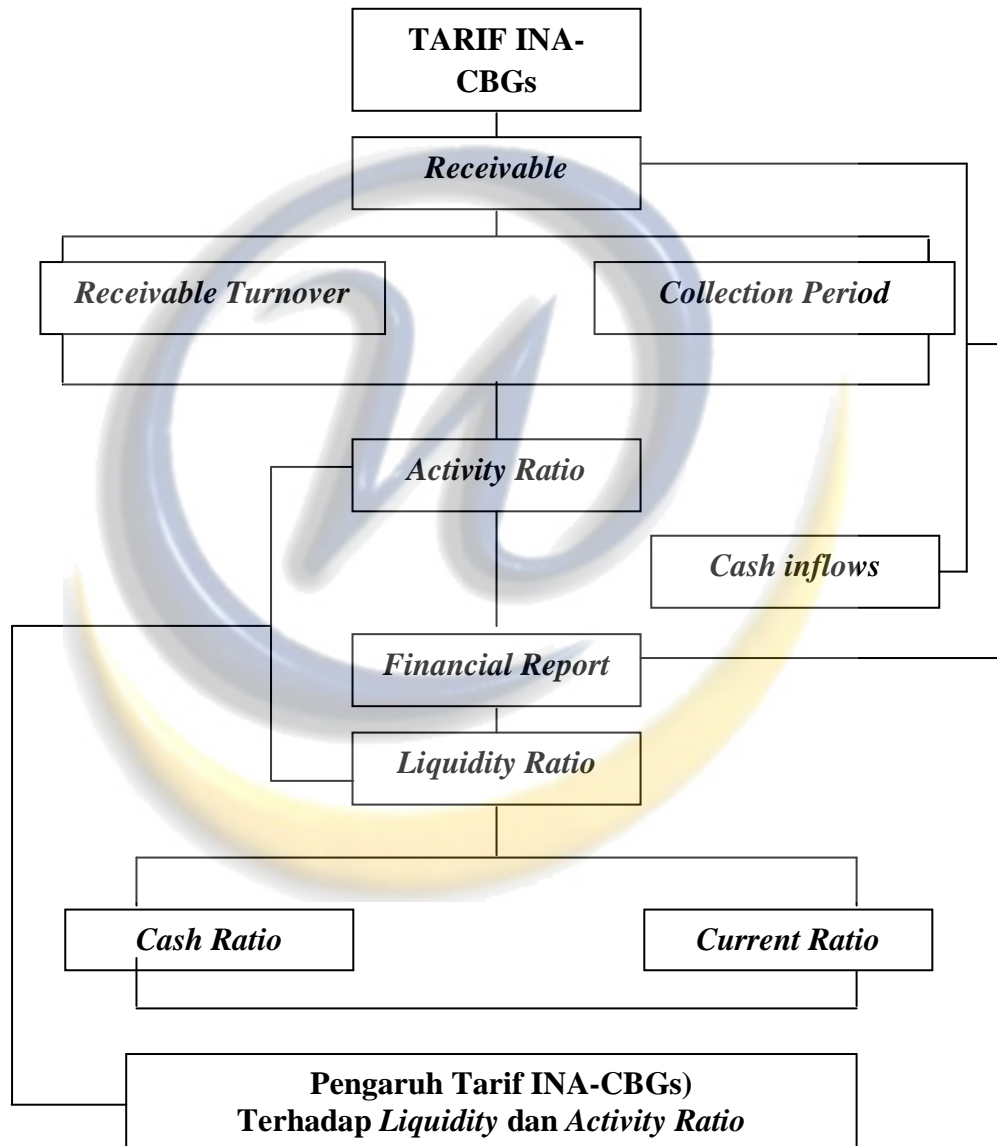 TARIF INA-
CBGs
Receivable
Receivable Turnover
Collection Period
Activity Ratio
Cash inflows
Financial Report
Liquidity Ratio
Cash Ratio
Current Ratio
Pengaruh Tarif INA-CBGs)
Terhadap Liquidity dan Activity Ratio